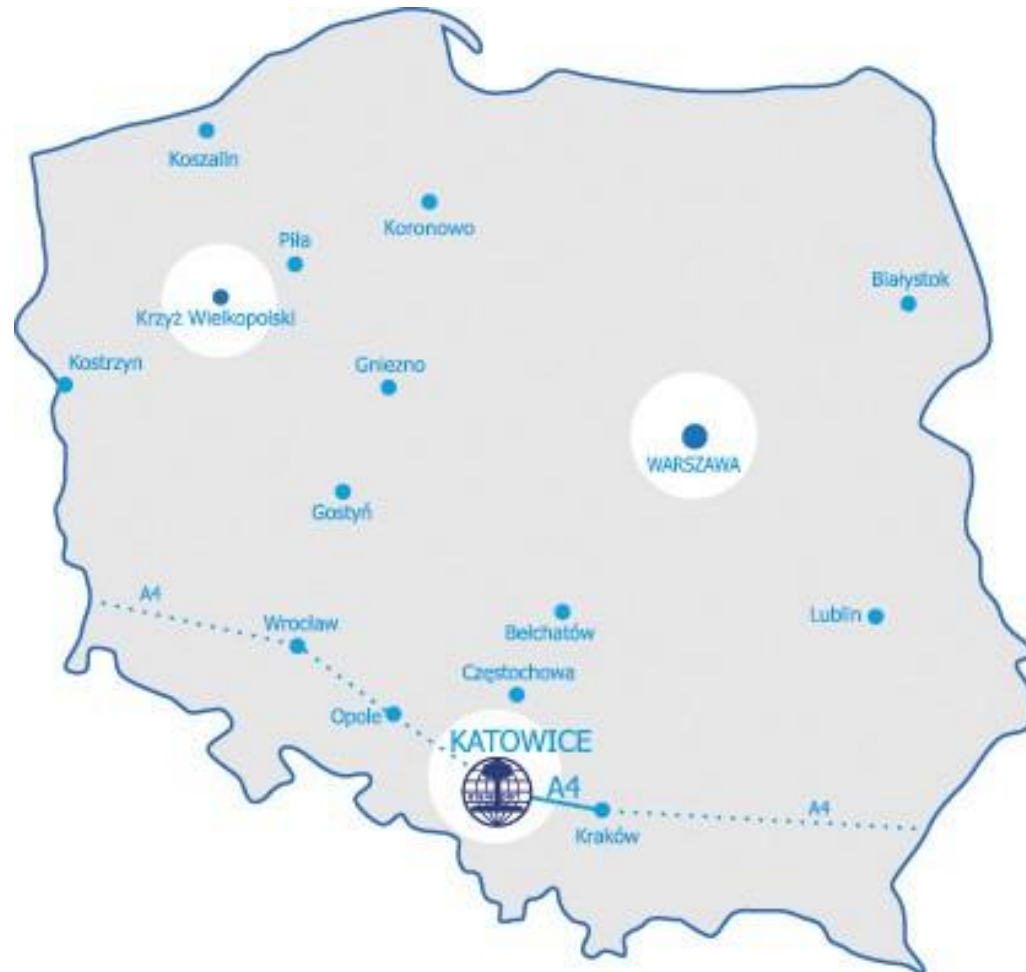 Koszalin
Koronowo
Piła
Białystok
Krzyż Wielkopolski
Kostrzyn
Gniezno
WARSZAWA
Gostyń
A4
Wrocław
Bełchatów
Lublin
Częstochowa
Opole
KATOWICE
A4
A4
Kraków